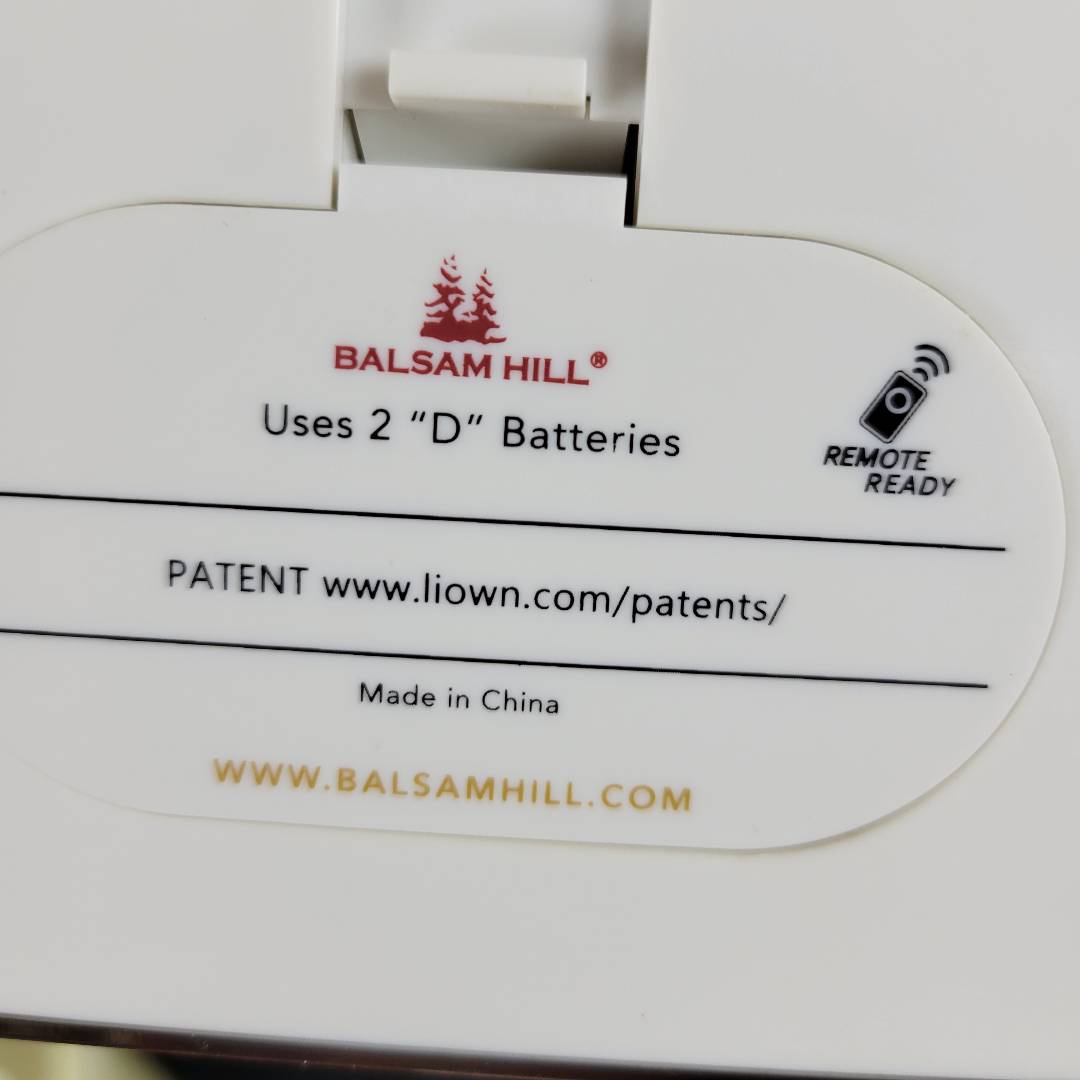 BALSAM HILL®
Uses 2 “D” Batteries
REMOTE
READY
PATENT www.liown.com/patents/
Made in China
WWW.BALSAMHILL.COM